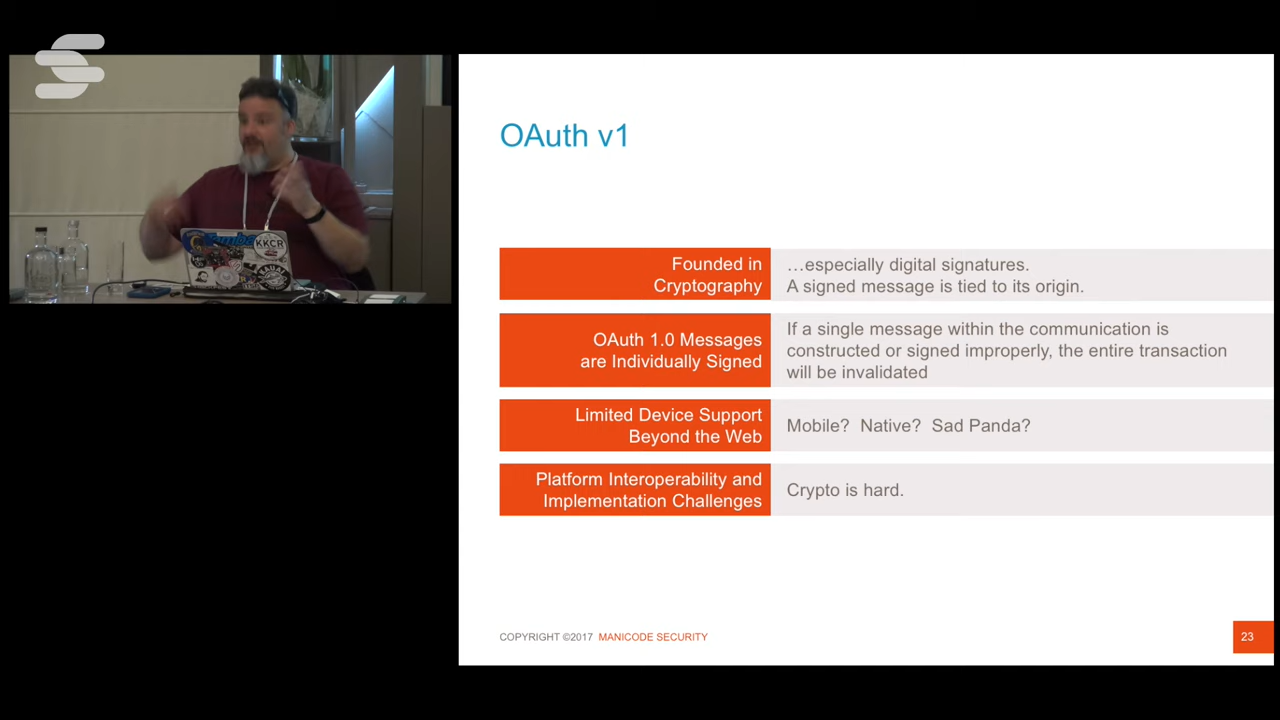 OAuth v1
Founded in
Cryptography
…especially digital signatures.
A signed message is tied to its origin.
OAuth 1.0 Messages
are Individually Signed
If a single message within the communication is
constructed or signed improperly, the entire transaction
will be invalidated
Limited Device Support
Beyond the Web
Mobile?  Native?  Sad Panda?
Platform Interoperability and
Implementation Challenges
Crypto is hard.
COPYRIGHT ©2017 MANICODE SECURITY
23
KKCR